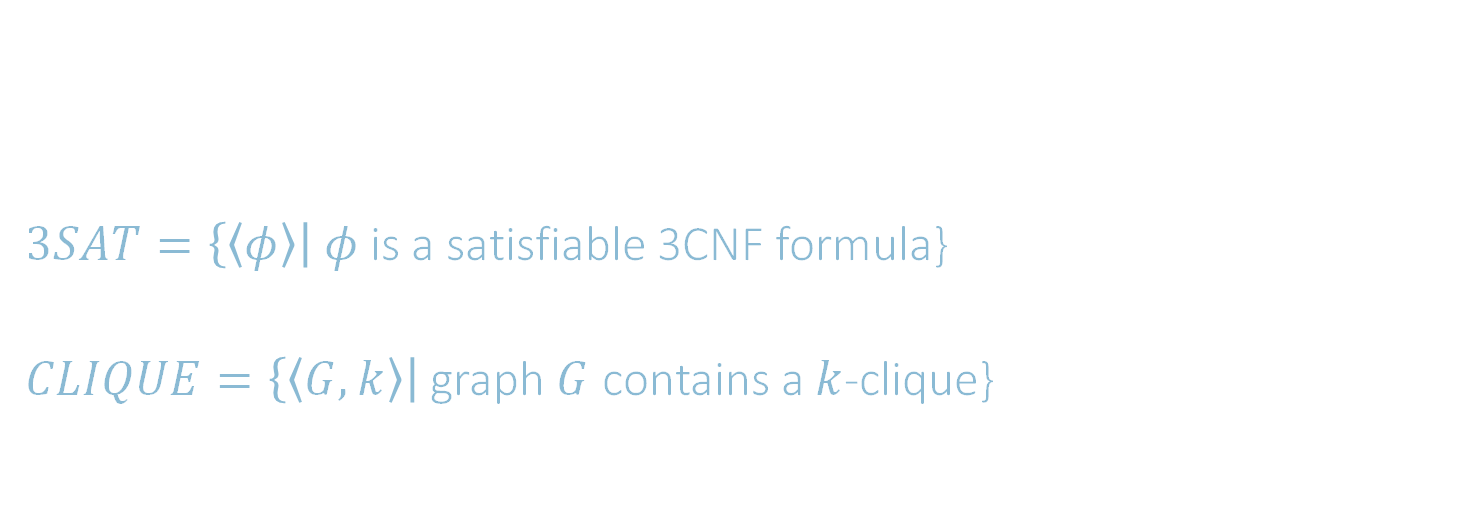 3SAT = {⟨ϕ⟩| ϕ is a satisfiable 3CNF formula}
CLIQUE = {⟨G, k⟩| graph G contains a k-clique}